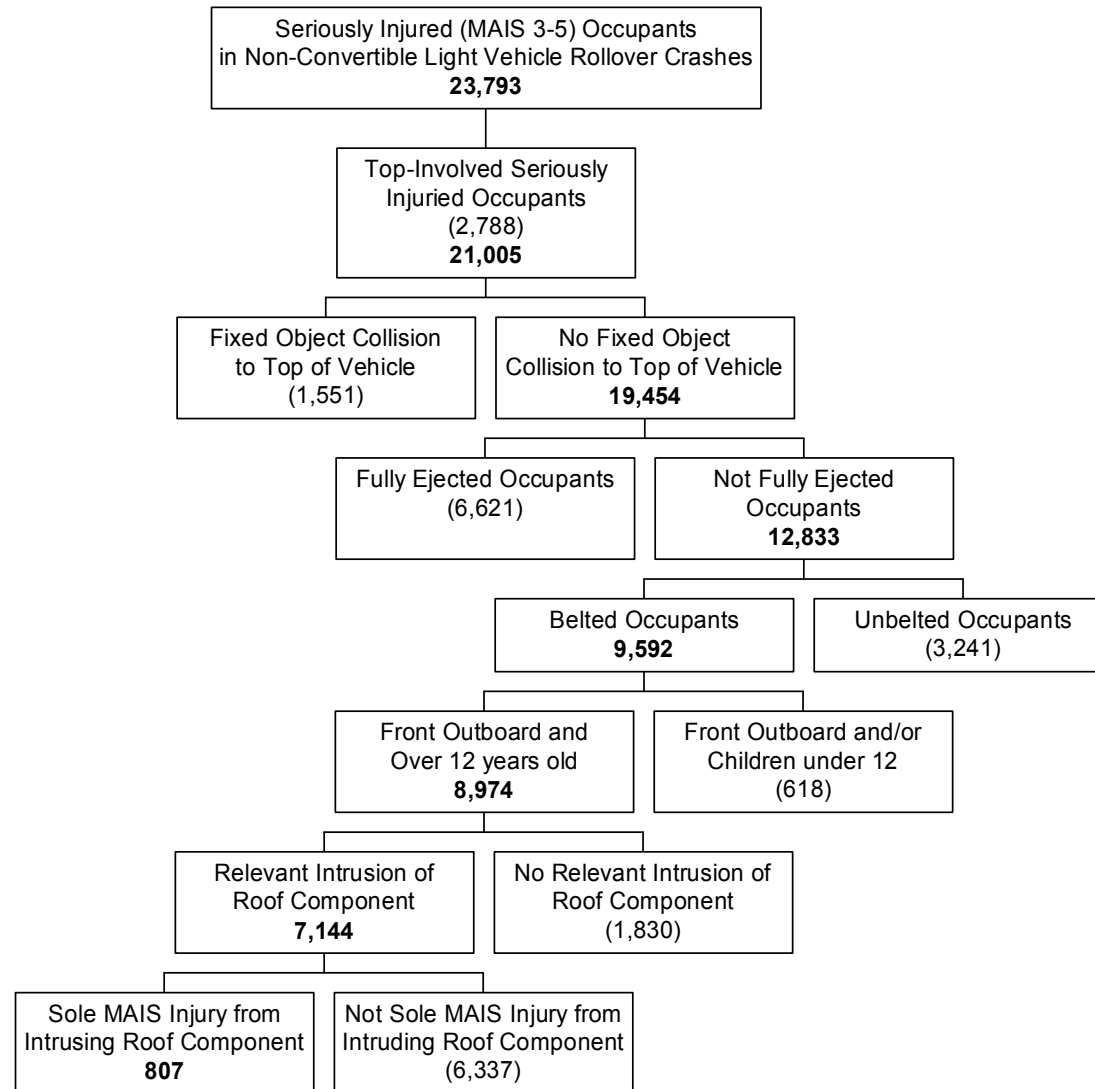 Seriously Injured (MAIS 3-5) Occupants
in Non-Convertible Light Vehicle Rollover Crashes
23,793
Top-Involved Seriously
Injuried Occupants
(2,788)
21,005
Fixed Object Collision
to Top of Vehicle
(1,551)
No Fixed Object
Collision to Top of Vehicle
19,454
Fully Ejected Occupants
(6,621)
Not Fully Ejected
Occupants
12,833
Belted Occupants
9,592
Unbelted Occupants
(3,241)
Front Outboard and
Over 12 years old
8,974
Front Outboard and/or
Children under 12
(618)
Relevant Intrusion of
Roof Component
7,144
No Relevant Intrusion of
Roof Component
(1,830)
Sole MAIS Injury from
Intrusing Roof Component
807
Not Sole MAIS Injury from
Intruding Roof Component
(6,337)